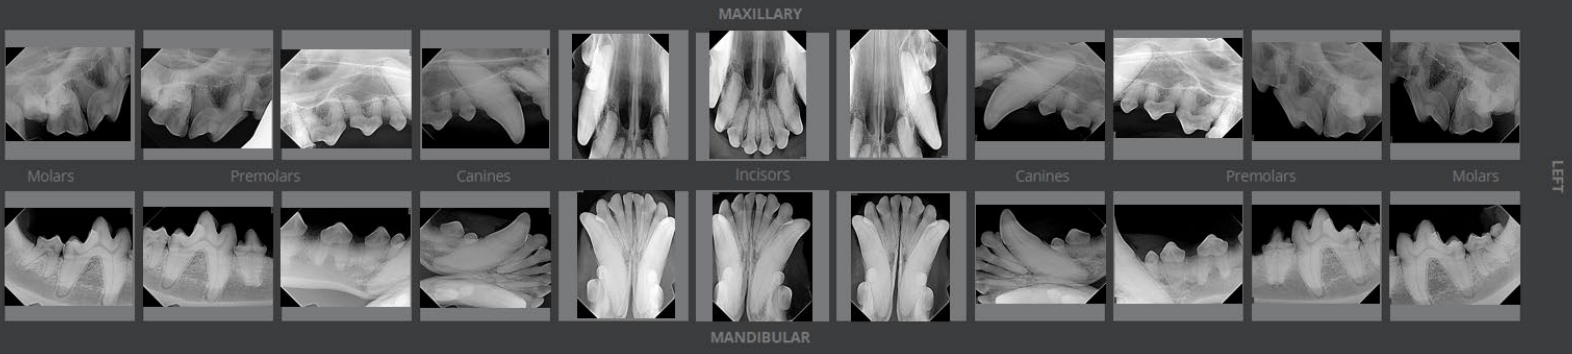 MAXILLARY
Molars
Premolars
Canines
Incisors
Canines
Premolars
Molars
LEFT
MANDIBULAR